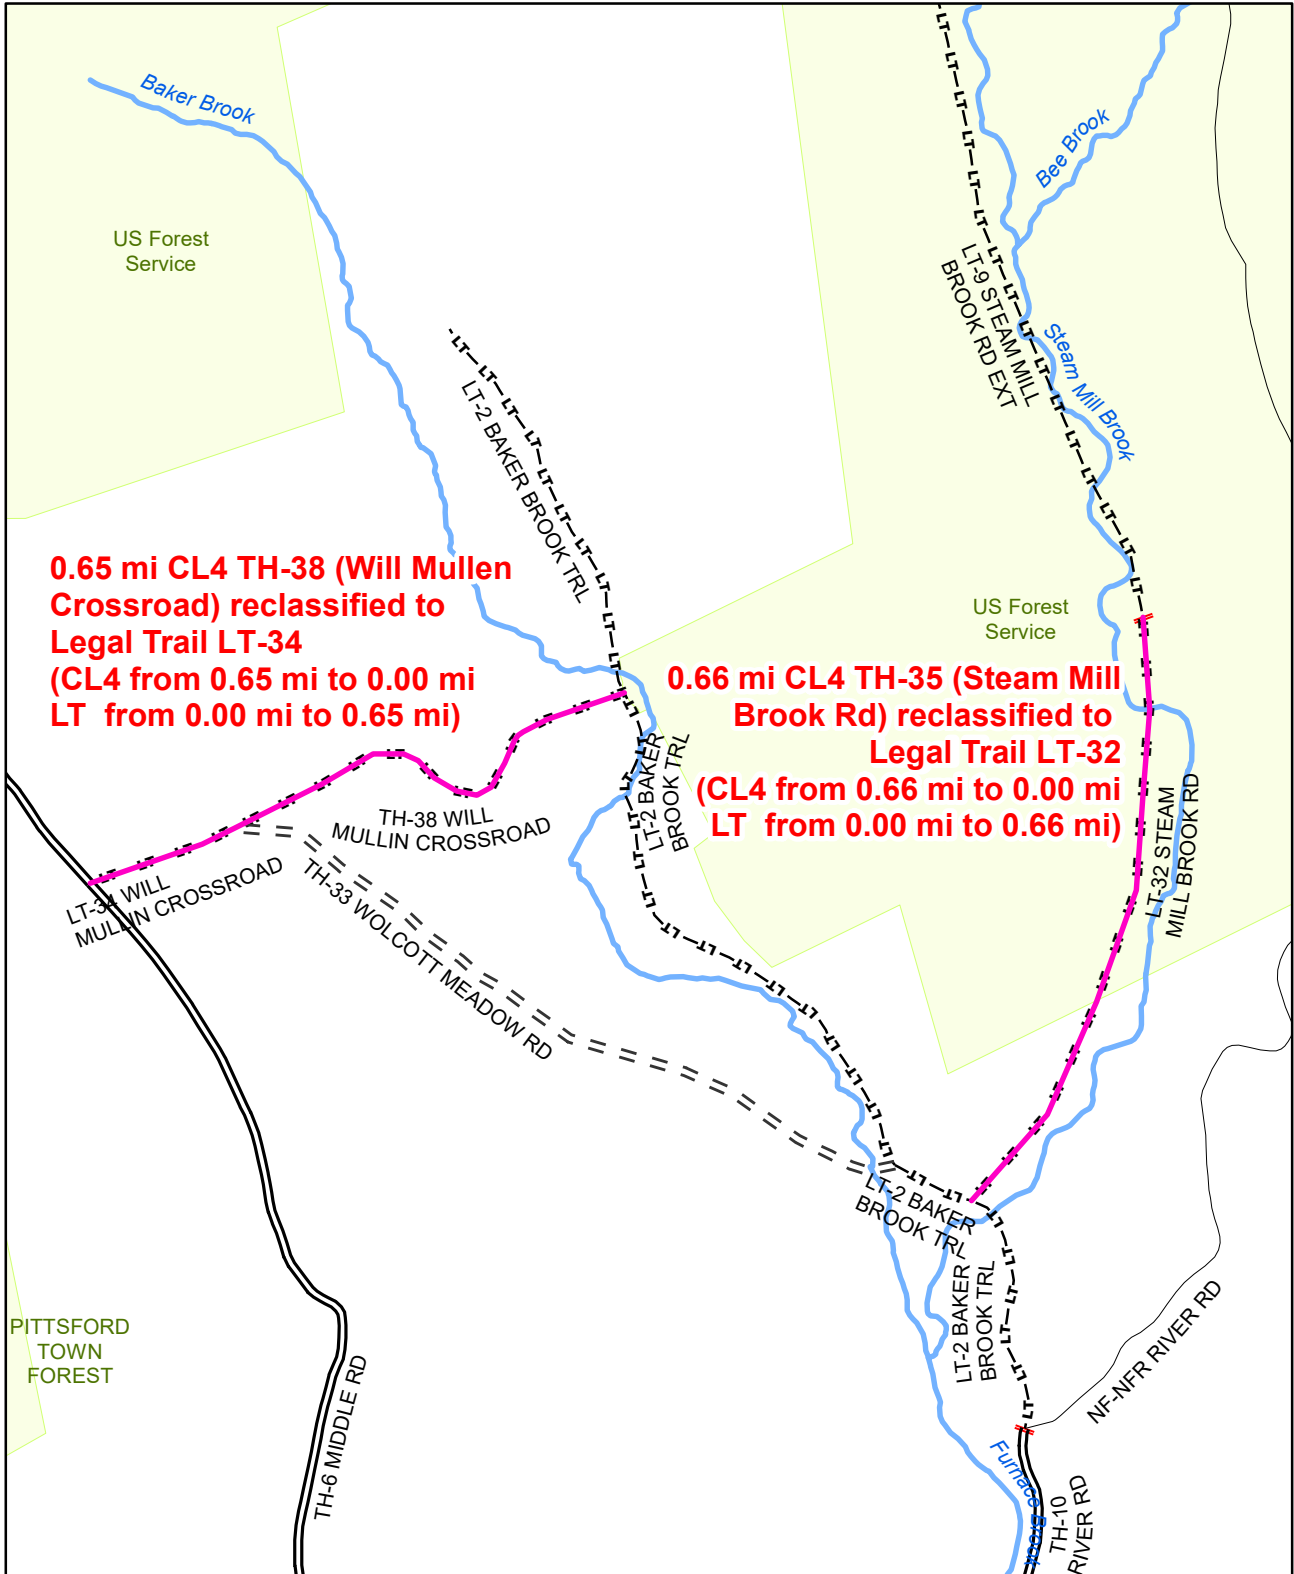 Baker Brook
Bee Brook
US Forest
Service
LT-9 STEAM MILL
BROOK RD EXT
Steam Mill Brook
LT-2 BAKER BROOK TRL
0.65 mi CL4 TH-38 (Will Mullen
Crossroad) reclassified to
Legal Trail LT-34
(CL4 from 0.65 mi to 0.00 mi
LT from 0.00 mi to 0.65 mi)
US Forest
Service
0.66 mi CL4 TH-35 (Steam Mill
Brook Rd) reclassified to
Legal Trail LT-32
(CL4 from 0.66 mi to 0.00 mi
LT from 0.00 mi to 0.66 mi)
LT-2 BAKER
BROOK TRL
TH-38 WILL
MULLIN CROSSROAD
LT-34 WILL
MULLIN CROSSROAD
TH-33 WOLCOTT MEADOW RD
LT-32 STEAM
MILL BROOK RD
LT-2 BAKER
BROOK TRL
LT-2 BAKER
BROOK TRL
PITTSFORD
TOWN
FOREST
TH-6 MIDDLE RD
NF-NFR RIVER RD
Furnace Brook
TH-10
RIVER RD